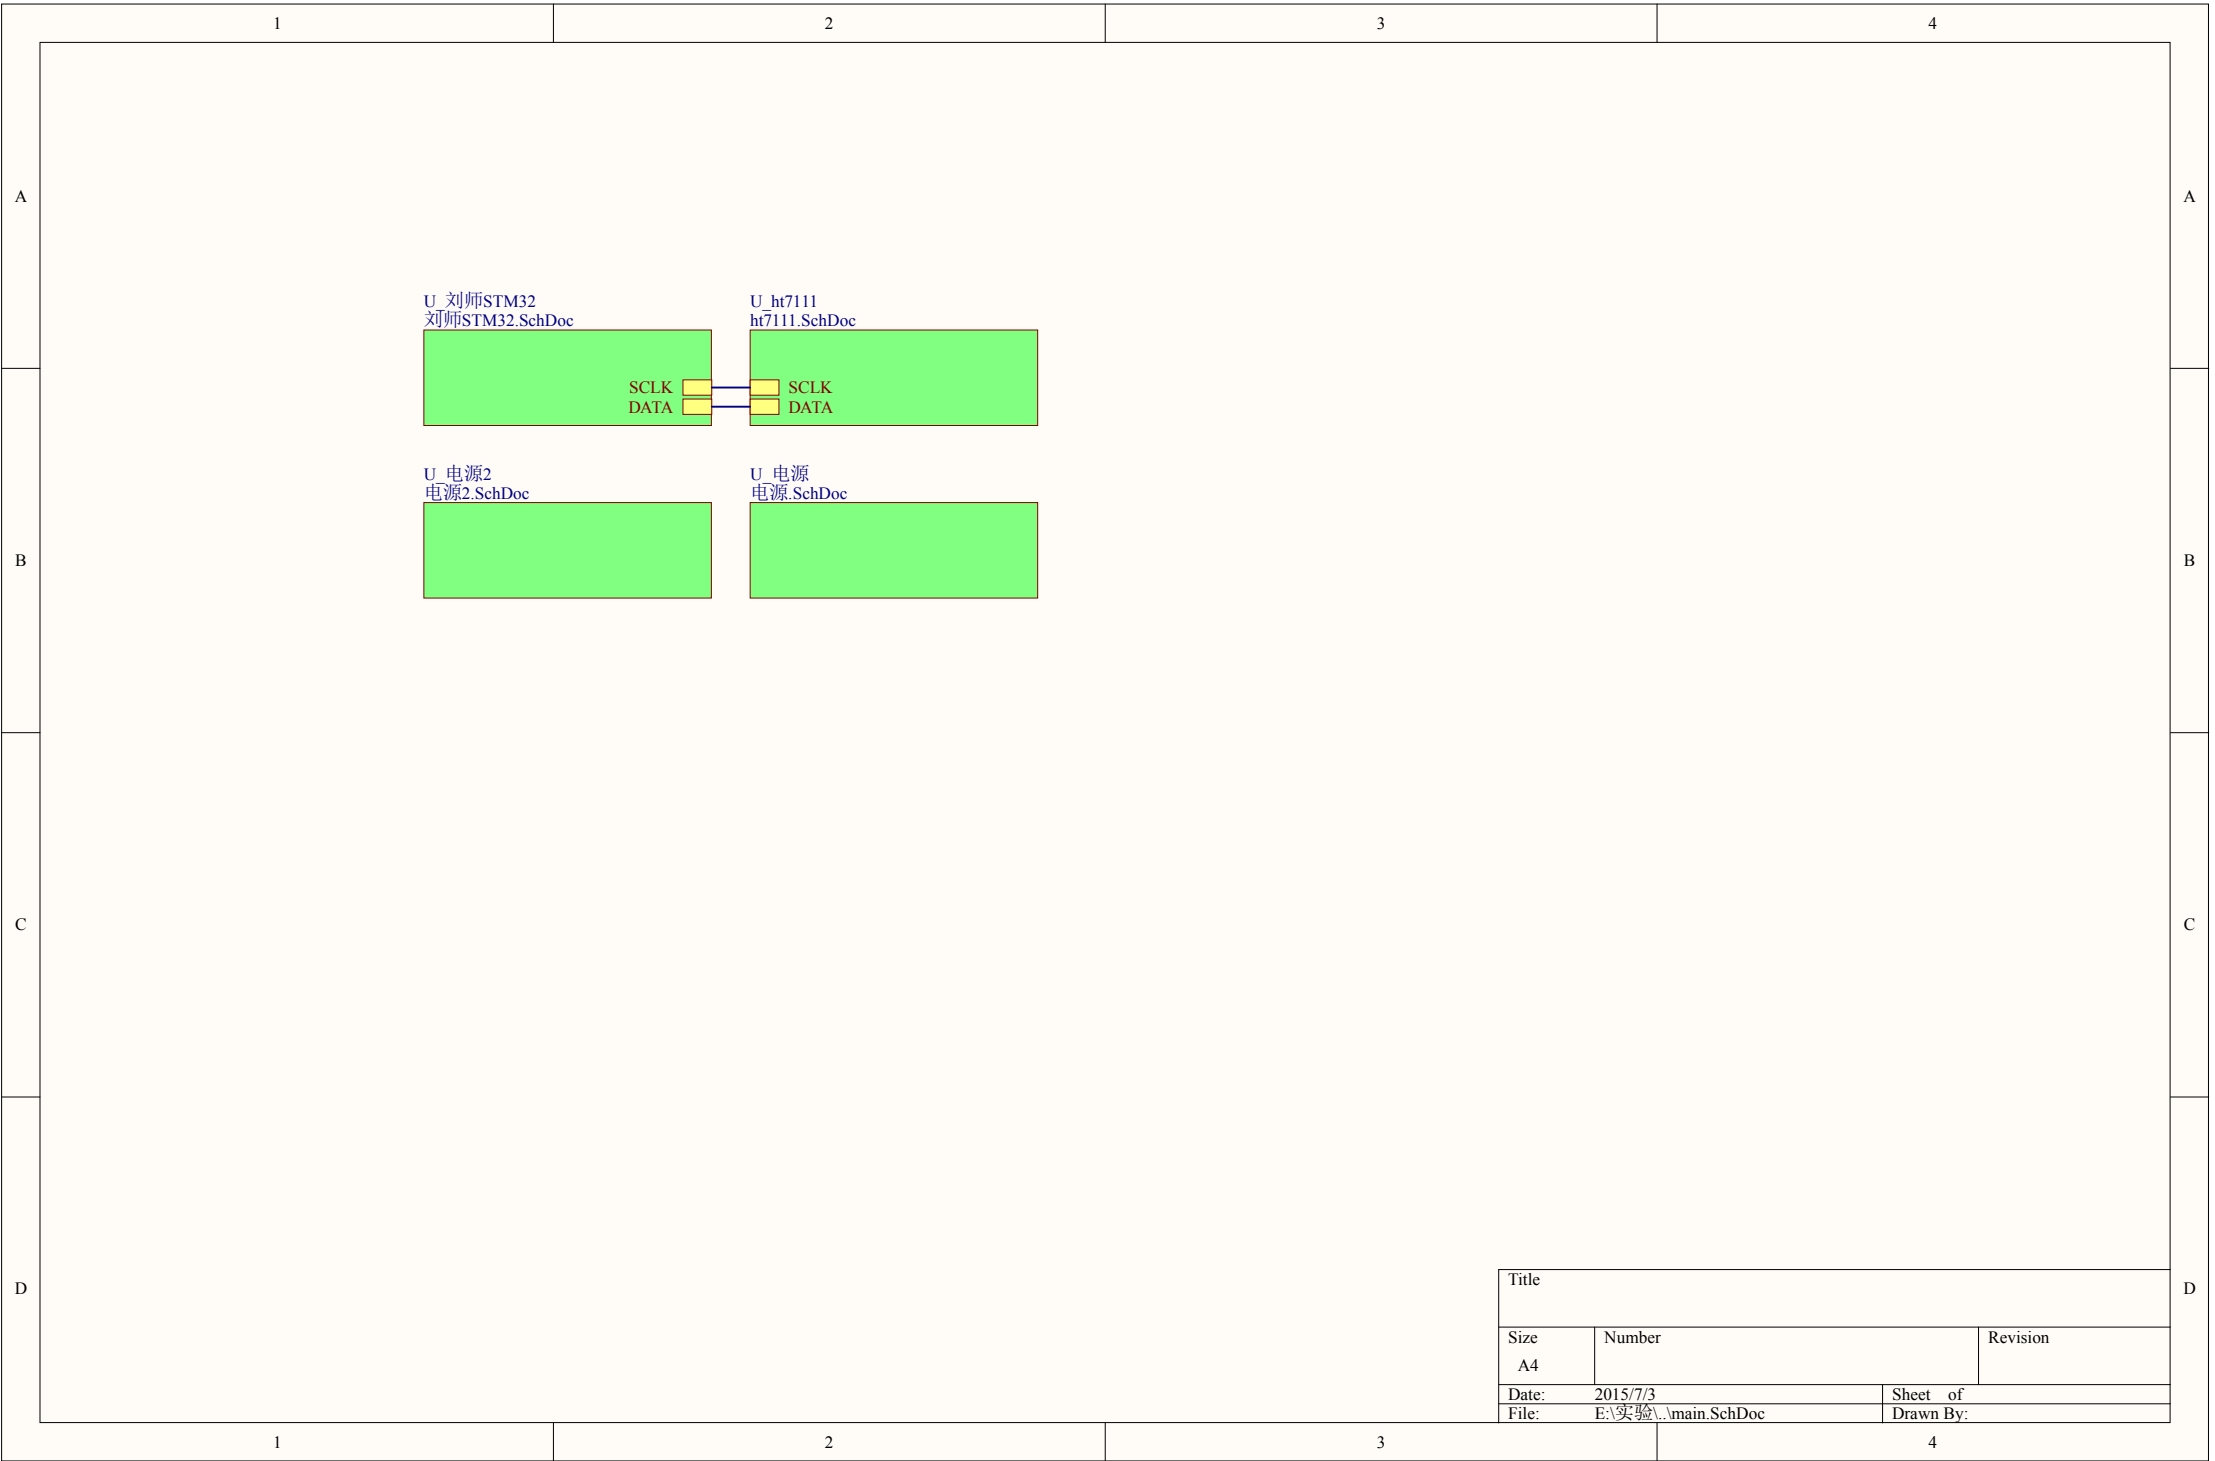 1 2 3 4
A A
U_刘师STM32 U_ht7111
刘师STM32.SchDoc ht7111.SchDoc
SCLK SCLK
DATA DATA
U_电源2 U_电源
电源2.SchDoc 电源.SchDoc
B B
C C
D D
Title
Size Number Revision
A4
Date: 2015/7/3 Sheet of
File: E:\实验\..\main.SchDoc Drawn By:
1 2 3 4